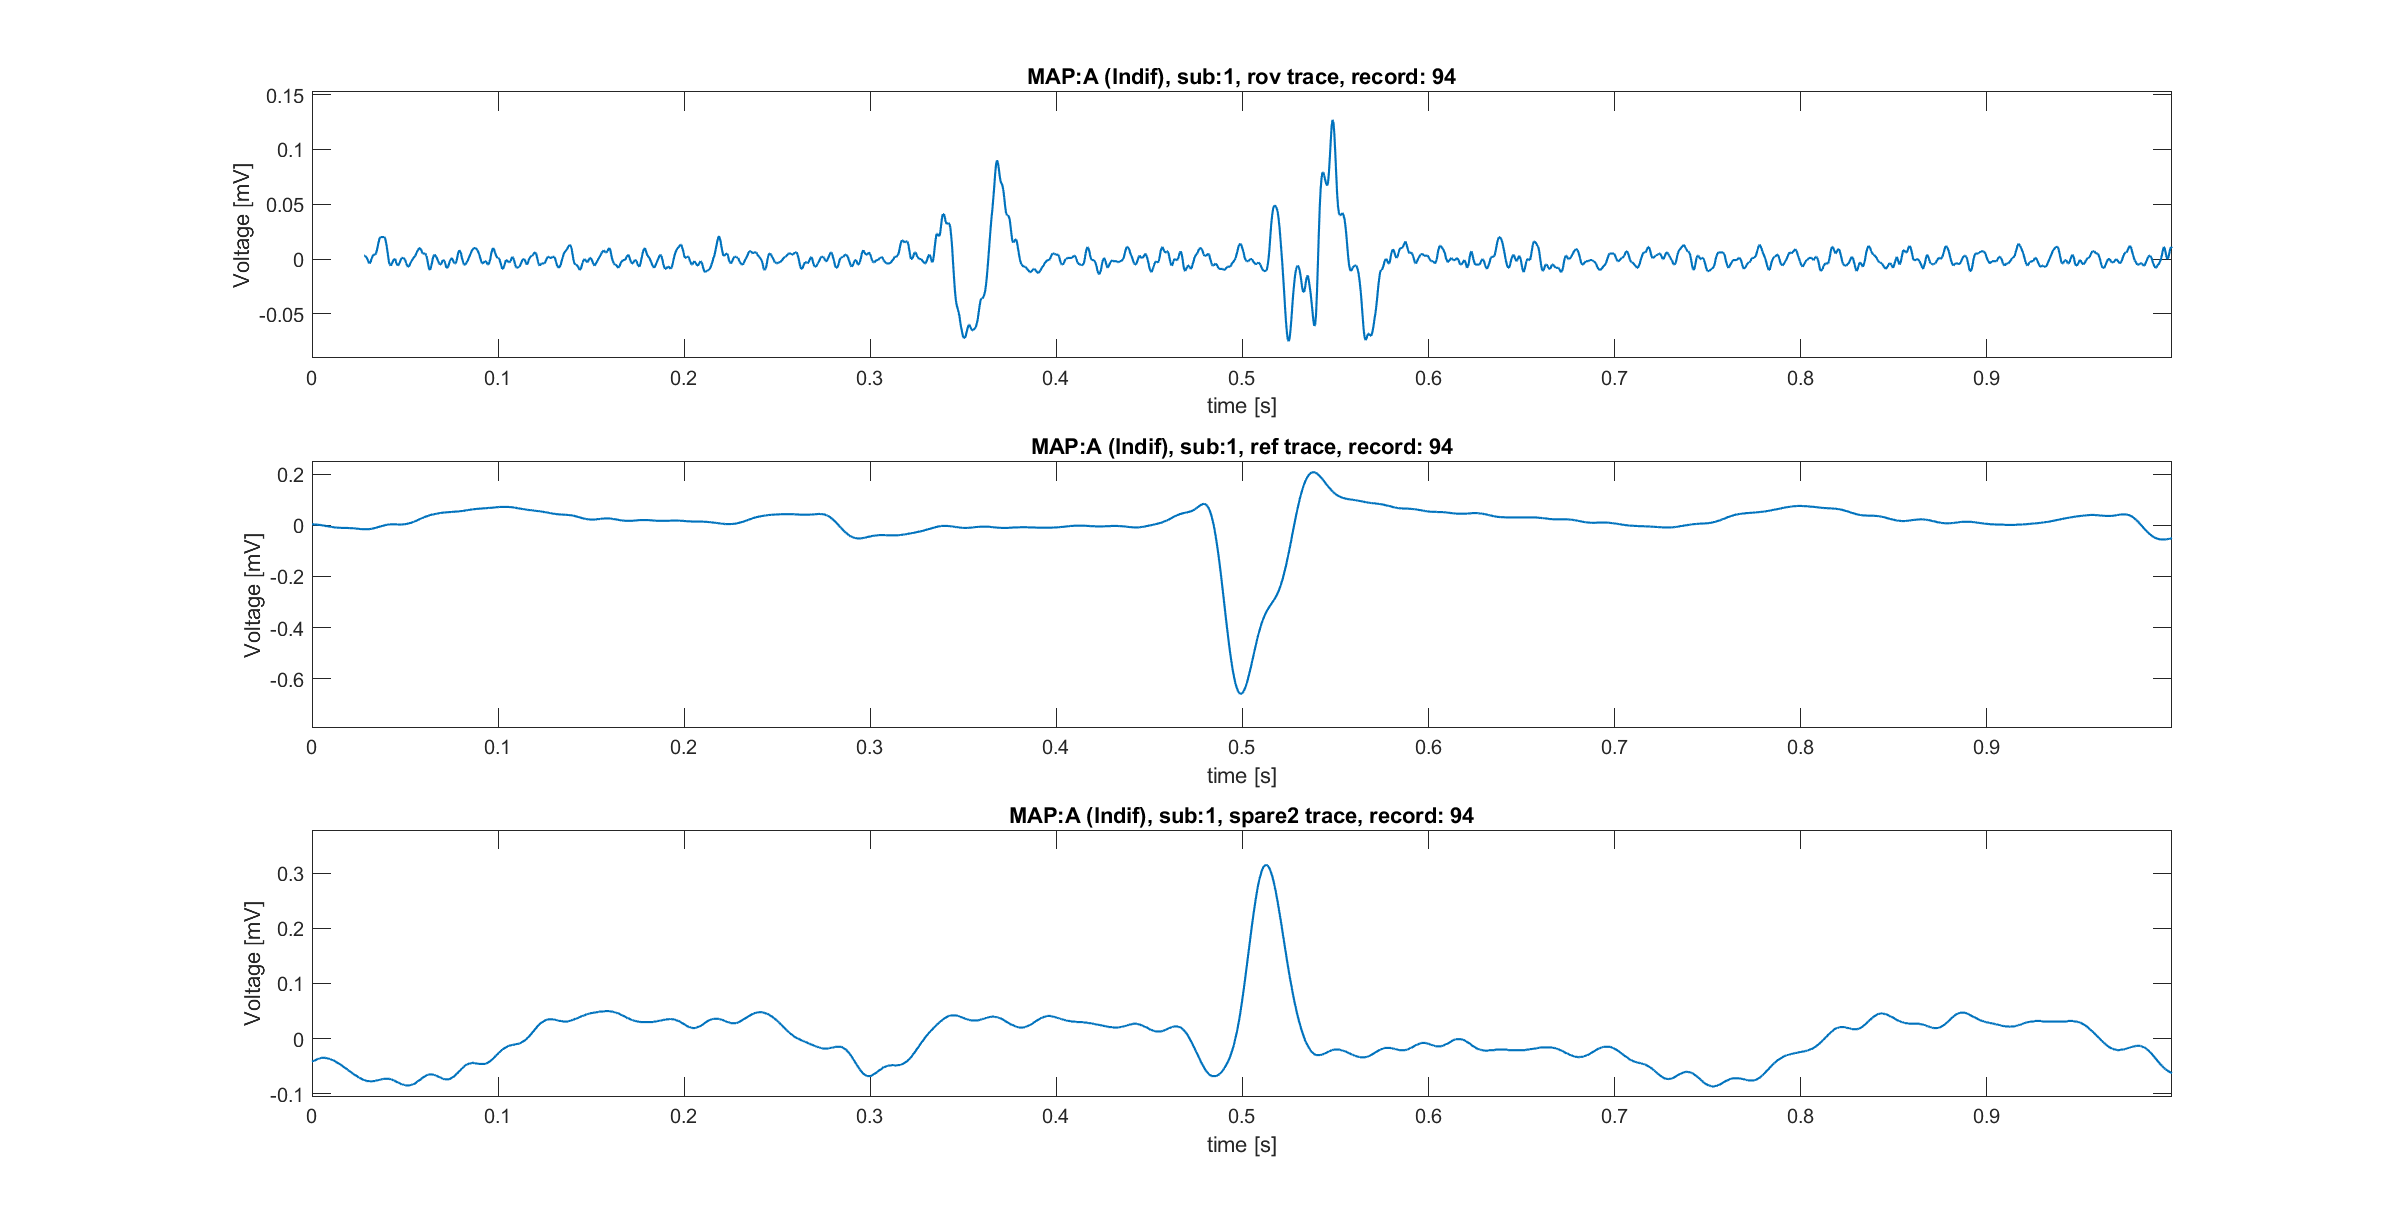 MAP:A (Indif), sub:1, rov trace, record: 94
0.15
0.1
0.05
0
-0.05
Voltage [mV]
0 0.1 0.2 0.3 0.4 0.5 0.6 0.7 0.8 0.9
time [s]
MAP:A (Indif), sub:1, ref trace, record: 94
0.2
0
-0.2
-0.4
-0.6
Voltage [mV]
0 0.1 0.2 0.3 0.4 0.5 0.6 0.7 0.8 0.9
time [s]
MAP:A (Indif), sub:1, spare2 trace, record: 94
0.3
0.2
0.1
0
-0.1
Voltage [mV]
0 0.1 0.2 0.3 0.4 0.5 0.6 0.7 0.8 0.9
time [s]